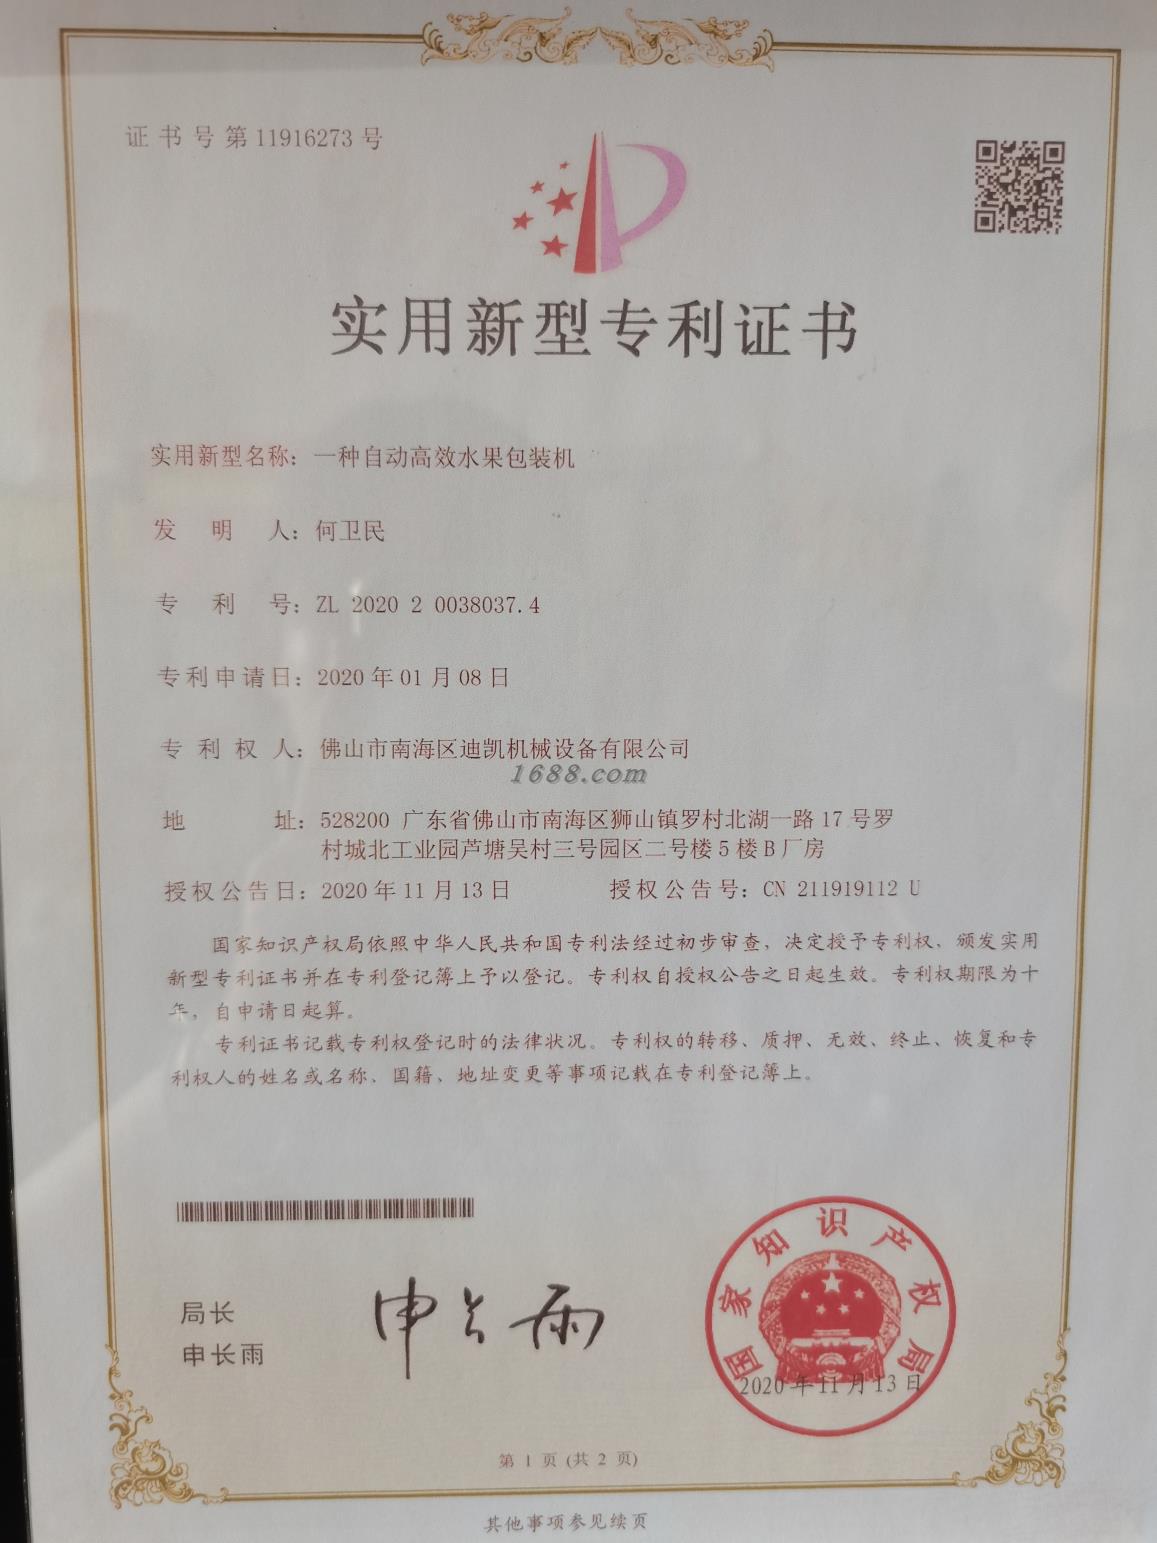 证书号第11916273号
实用新型专利证书
实用新型名称：一种自动高效水果包装机
发明人：何卫民
专利号：ZL 2020 2 0038037.4
专利申请日：2020年01月08日
专利权人：佛山市南海区迪凯机械设备有限公司
1688.com
地址：528200 广东省佛山市南海区狮山镇罗村北湖一路17号罗
村城北工业园芦塘吴村三号园区二号楼5楼B厂房
授权公告日：2020年11月13日 授权公告号：CN 211919112 U
国家知识产权局依照中华人民共和国专利法经过初步审查，决定授予专利权，颁发实用
新型专利证书并在专利登记簿上予以登记。专利权自授权公告之日起生效。专利权期限为十
年，自申请日起算。
专利证书记载专利权登记时的法律状况。专利权的转移、质押、无效、终止、恢复和专
利权人的姓名或名称、国籍、地址变更等事项记载在专利登记簿上。
局长
申长雨
申长雨
国家知识产权局
2020年11月13日
第 1 页 (共 2 页)
其他事项参见续页